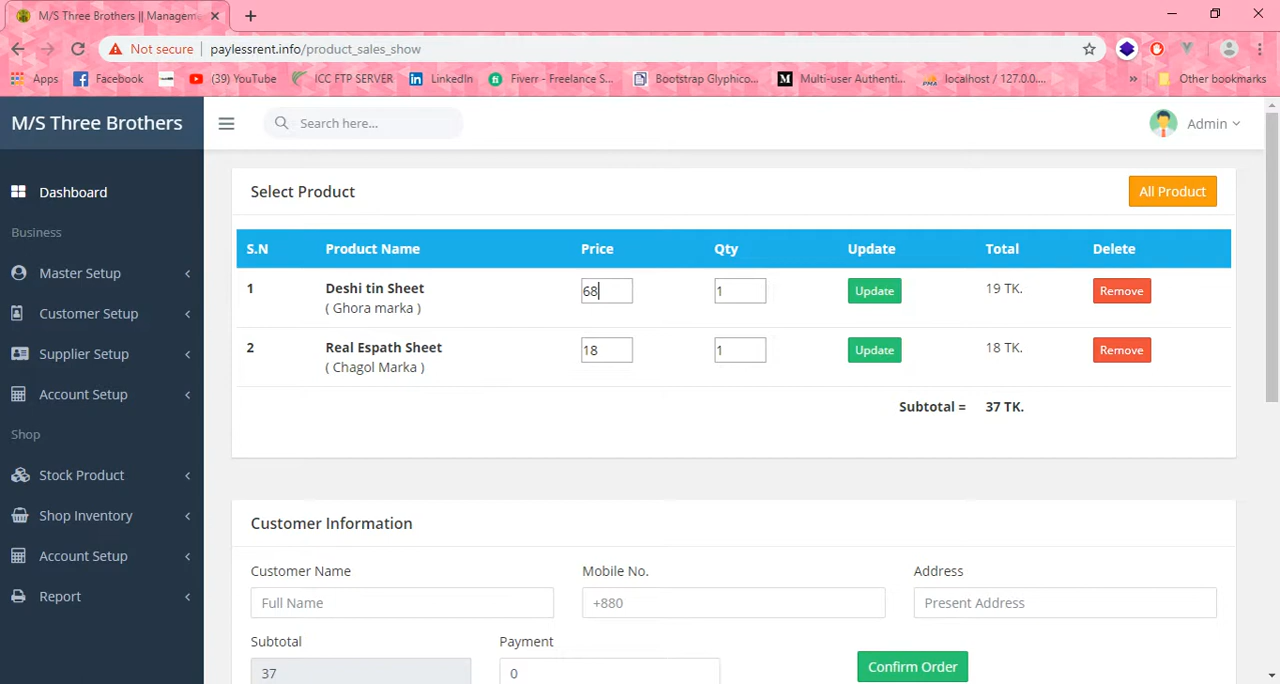 M/S Three Brothers || Manageme
Not secure | paylessrent.info/product_sales_show
Apps Facebook (39) YouTube ICC FTP SERVER LinkedIn Fiverr - Freelance S... Bootstrap Glyphico... Multi-user Authenti... localhost / 127.0.0.... » Other bookmarks
M/S Three Brothers
Search here...
Admin
Dashboard
Business
Master Setup
Customer Setup
Supplier Setup
Account Setup
Shop
Stock Product
Shop Inventory
Account Setup
Report
Select Product
All Product
S.N Product Name Price Qty Update Total Delete
1 Deshi tin Sheet 68 1 Update 19 TK. Remove
( Ghora marka )
2 Real Espath Sheet 18 1 Update 18 TK. Remove
( Chagol Marka )
Subtotal = 37 TK.
Customer Information
Customer Name Mobile No. Address
Full Name +880 Present Address
Subtotal Payment
37 0 Confirm Order